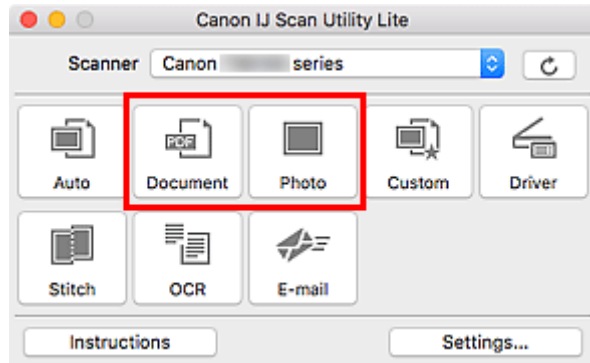 Canon IJ Scan Utility Lite
Scanner Canon series
Auto PDF Document Photo Custom Driver
Stitch OCR E-mail
Instructions Settings...